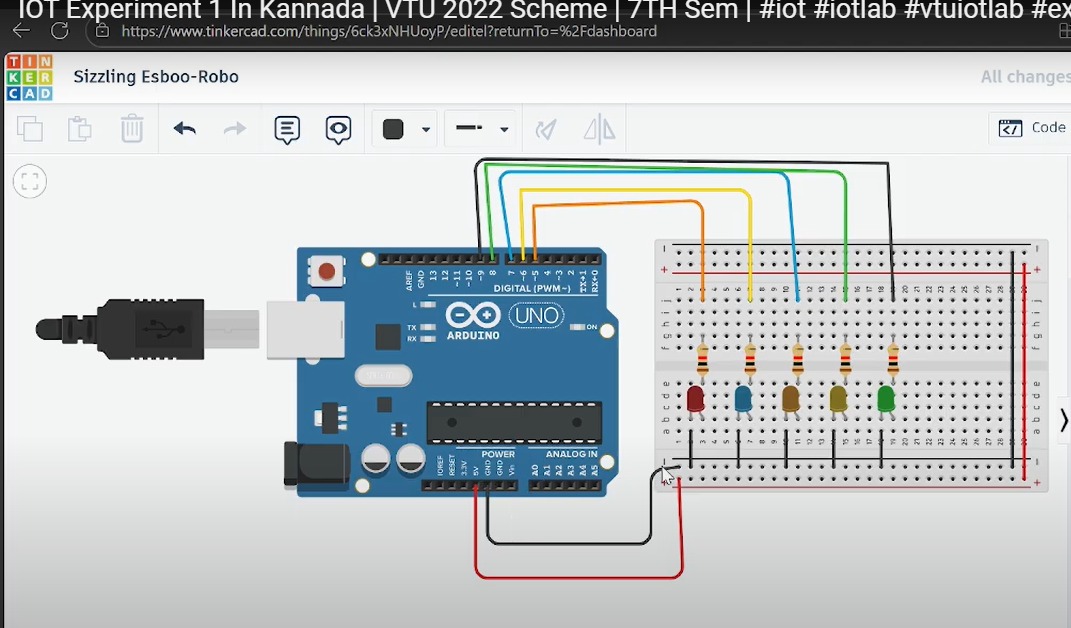 IOT Experiment 1 In Kannada | VTU 2022 Scheme | 7TH Sem | #iot #iotlab #vtuiotlab #ex
https://www.tinkercad.com/things/6ck3xNHUoyP/editel?returnTo=%2Fdashboard
TIN
KER
CAD
Sizzling Esboo-Robo
All changes
Code
AREF
GND
13
12
~11
~10
~9
8
7
~6
~5
4
~3
2
TX→1
RX←0
DIGITAL (PWM~)
L
TX
RX
ARDUINO
UNO
ON
POWER
ANALOG IN
IOREF
RESET
3.3V
5V
GND
GND
Vin
A0
A1
A2
A3
A4
A5
j
i
h
g
f
e
d
c
b
a